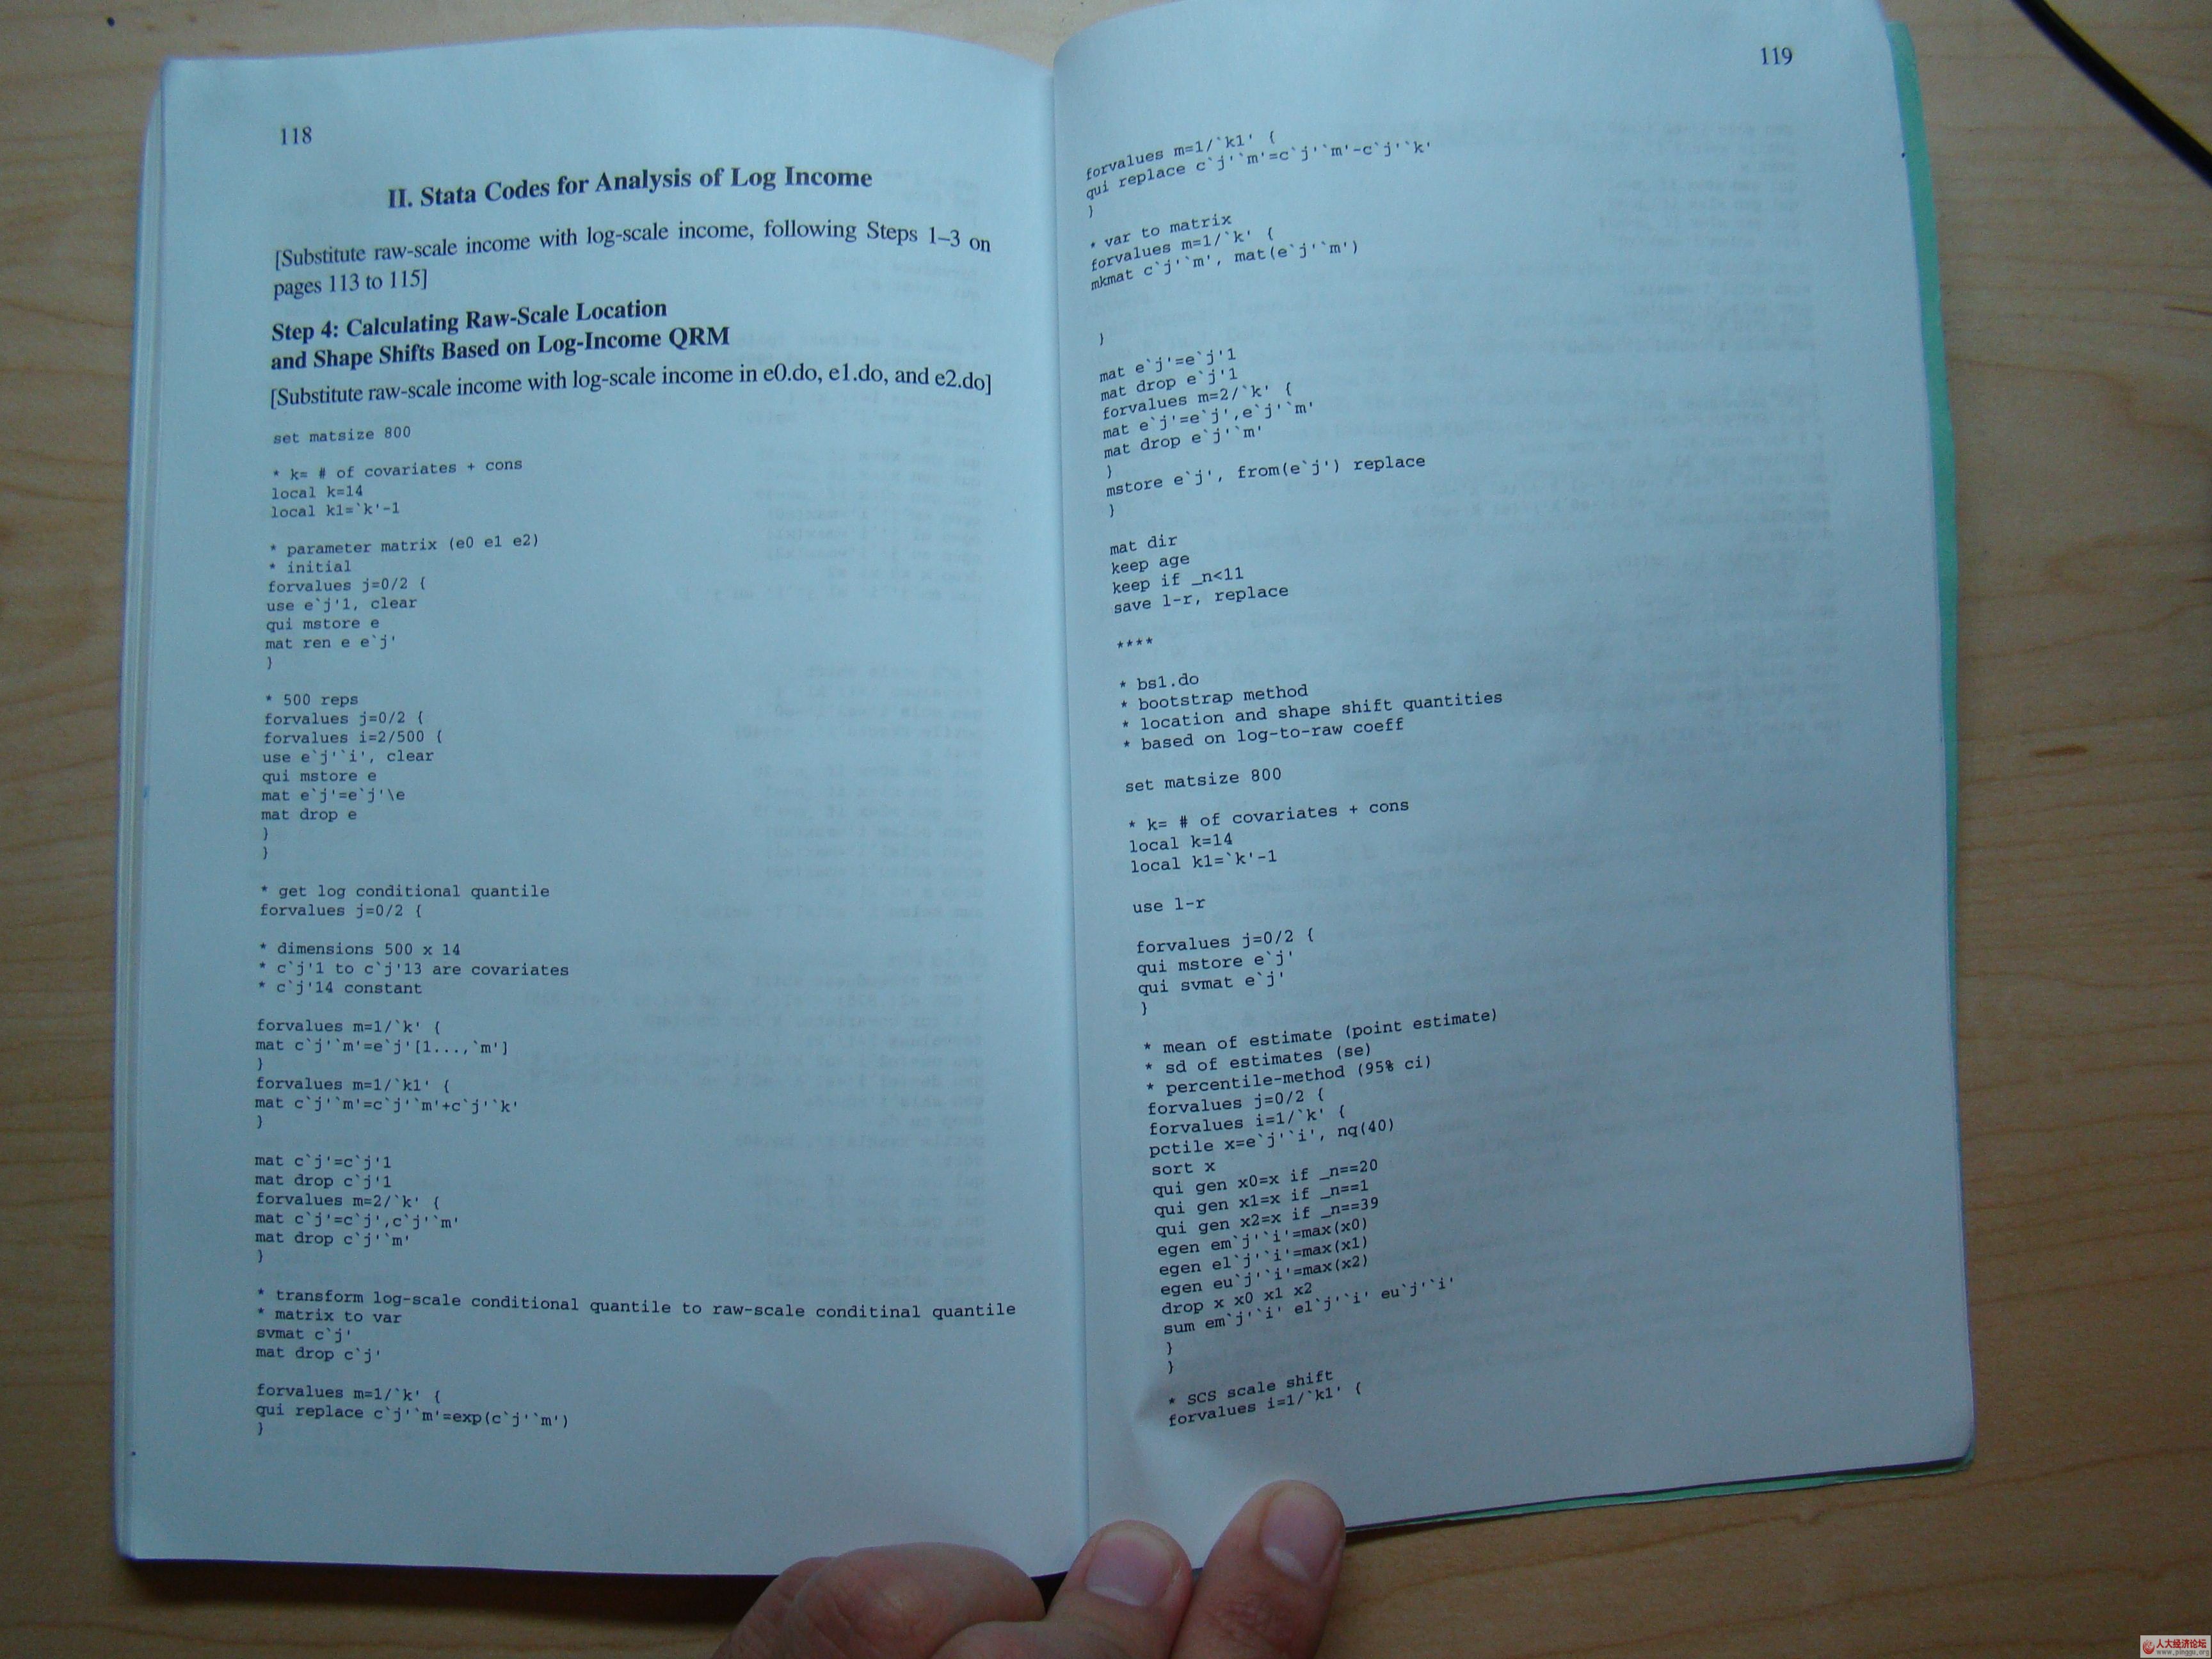 118
II. Stata Codes for Analysis of Log Income
[Substitute raw-scale income with log-scale income, following Steps 1–3 on
pages 113 to 115]
Step 4: Calculating Raw-Scale Location
and Shape Shifts Based on Log-Income QRM
[Substitute raw-scale income with log-scale income in e0.do, e1.do, and e2.do]
set matsize 800
* k= # of covariates + cons
local k=14
local k1=`k'-1
* parameter matrix (e0 e1 e2)
* initial
forvalues j=0/2 {
use e`j'1, clear
qui mstore e
mat ren e e`j'
}
* 500 reps
forvalues j=0/2 {
forvalues i=2/500 {
use e`j'`i', clear
qui mstore e
mat e`j'=e`j'\e
mat drop e
}
}
* get log conditional quantile
forvalues j=0/2 {
* dimensions 500 x 14
* c`j'1 to c`j'13 are covariates
* c`j'14 constant
forvalues m=1/`k' {
mat c`j'`m'=e`j'[1...,`m']
}
forvalues m=1/`k1' {
mat c`j'`m'=c`j'`m'+c`j'`k'
}
mat c`j'=c`j'1
mat drop c`j'1
forvalues m=2/`k' {
mat c`j'=c`j',c`j'`m'
mat drop c`j'`m'
}
* transform log-scale conditional quantile to raw-scale conditinal quantile
* matrix to var
svmat c`j'
mat drop c`j'
forvalues m=1/`k' {
qui replace c`j'`m'=exp(c`j'`m')
}
119
forvalues m=1/`k1' {
qui replace c`j'`m'=c`j'`m'-c`j'`k'
}
* var to matrix
forvalues m=1/`k' {
mkmat c`j'`m', mat(e`j'`m')
}
mat e`j'=e`j'1
mat drop e`j'1
forvalues m=2/`k' {
mat e`j'=e`j',e`j'`m'
mat drop e`j'`m'
}
mstore e`j', from(e`j') replace
}
mat dir
keep age
keep if _n<11
save l-r, replace
****
* bs1.do
* bootstrap method
* location and shape shift quantities
* based on log-to-raw coeff
set matsize 800
* k= # of covariates + cons
local k=14
local k1=`k'-1
use l-r
forvalues j=0/2 {
qui mstore e`j'
qui svmat e`j'
}
* mean of estimate (point estimate)
* sd of estimates (se)
* percentile-method (95% ci)
forvalues j=0/2 {
forvalues i=1/`k' {
pctile x=e`j'`i', nq(40)
sort x
qui gen x0=x if _n==20
qui gen x1=x if _n==1
qui gen x2=x if _n==39
egen em`j'`i'=max(x0)
egen el`j'`i'=max(x1)
egen eu`j'`i'=max(x2)
drop x x0 x1 x2
sum em`j'`i' el`j'`i' eu`j'`i'
}
}
* SCS scale shift
forvalues i=1/`k1' {
人大经济论坛
www.pinggu.org